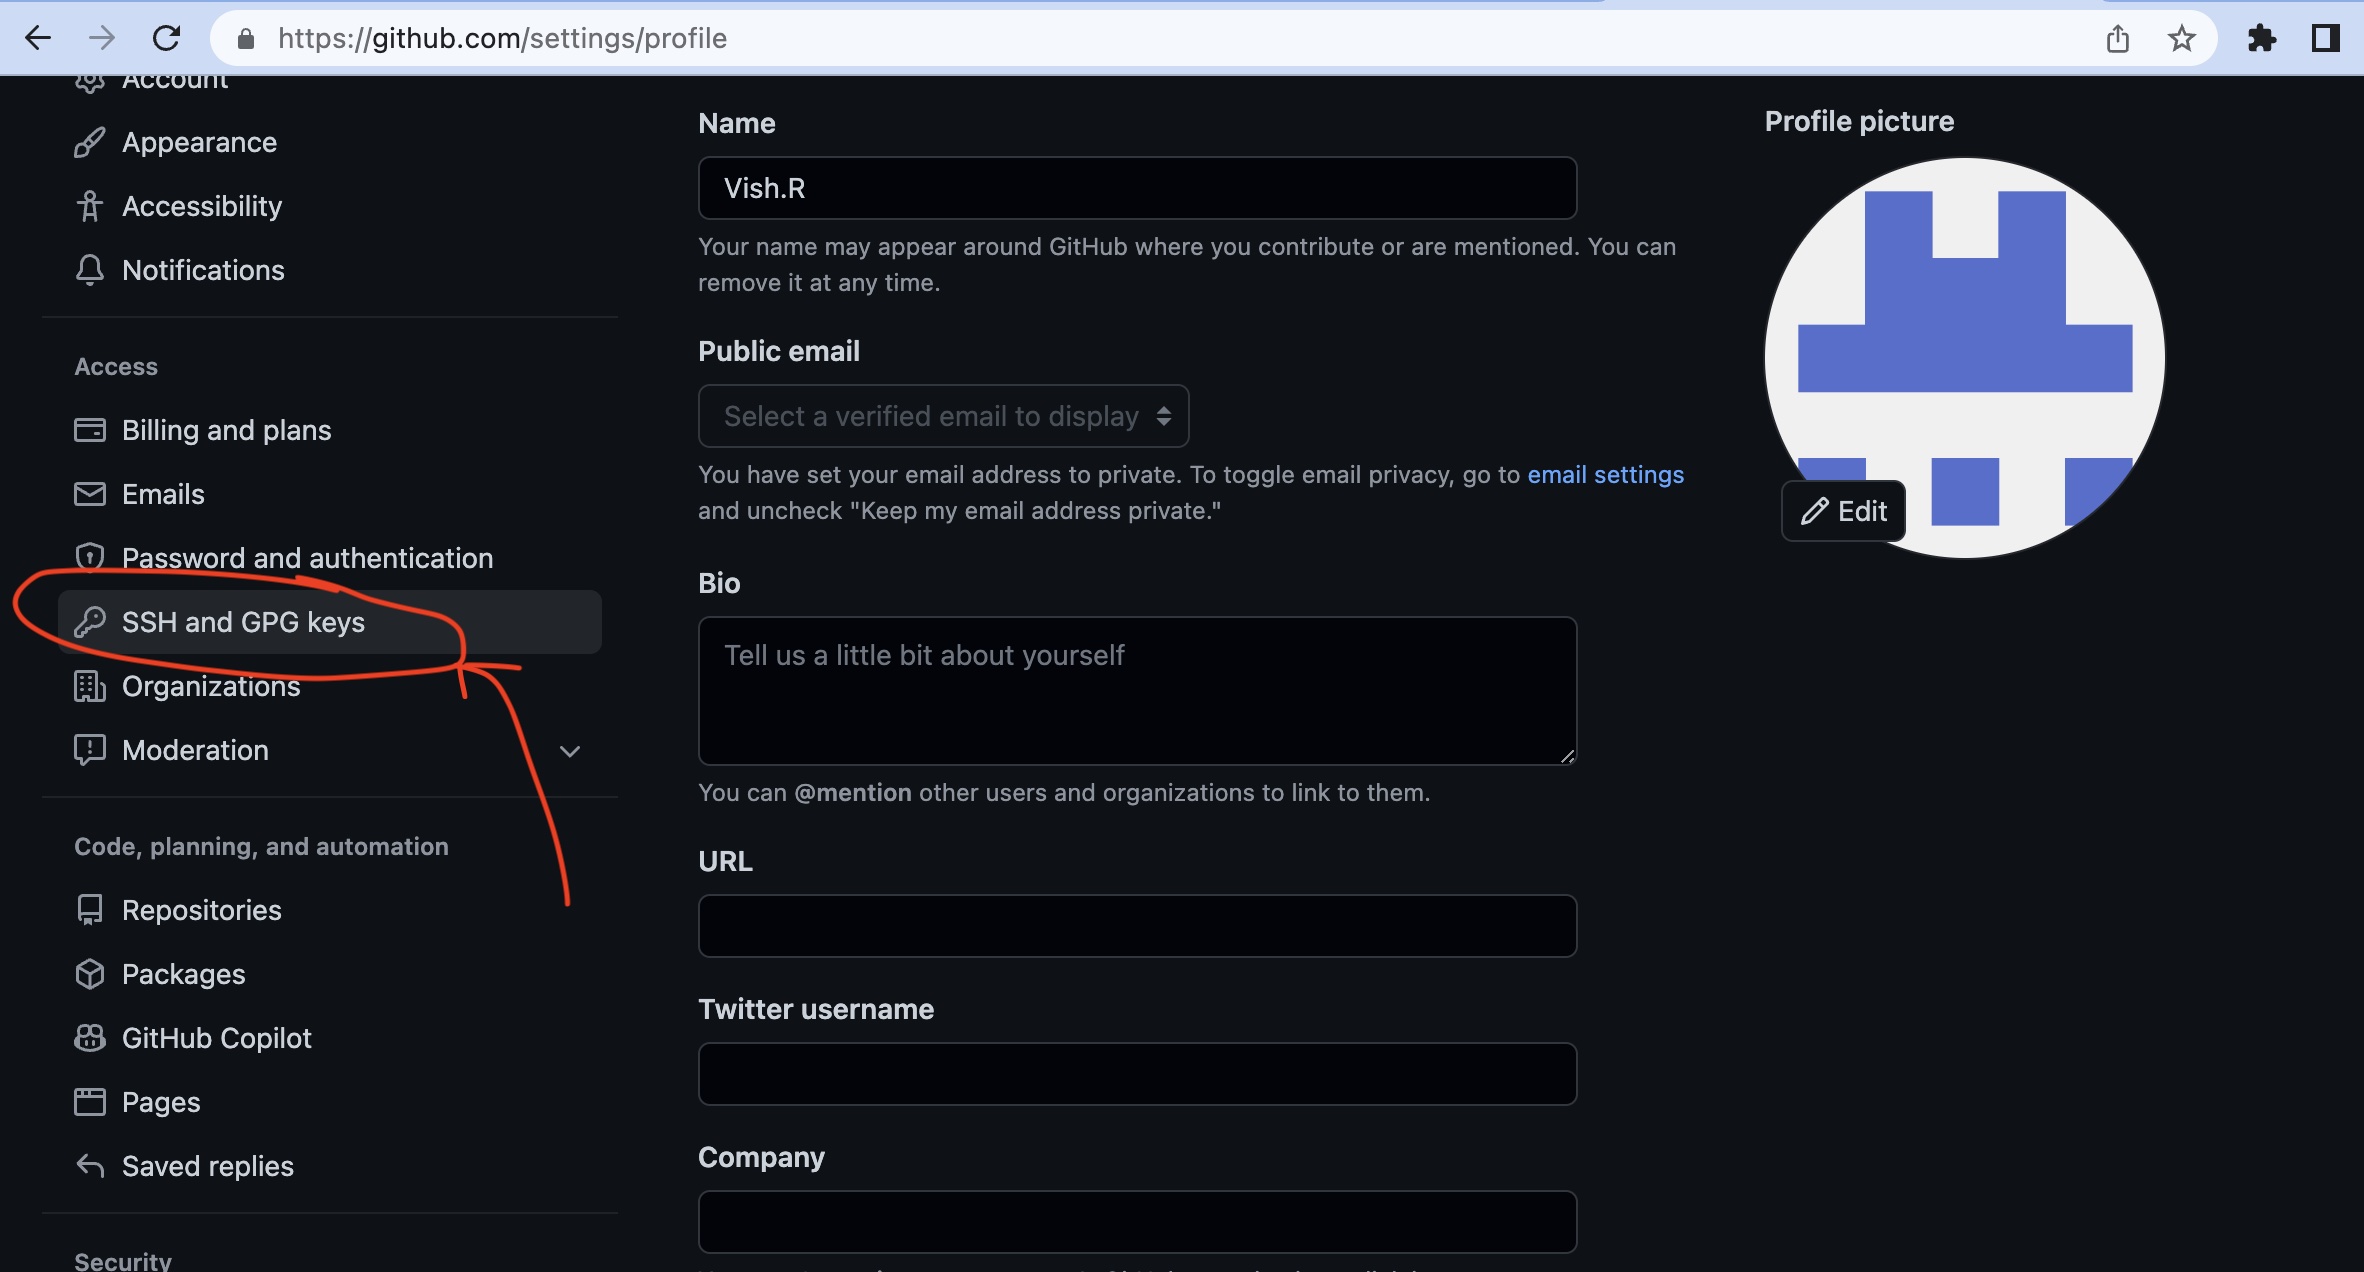 https://github.com/settings/profile
Account
Appearance
Accessibility
Notifications
Access
Billing and plans
Emails
Password and authentication
SSH and GPG keys
Organizations
Moderation
Code, planning, and automation
Repositories
Packages
GitHub Copilot
Pages
Saved replies
Security
Name
Vish.R
Your name may appear around GitHub where you contribute or are mentioned. You can
remove it at any time.
Public email
Select a verified email to display
You have set your email address to private. To toggle email privacy, go to email settings
and uncheck "Keep my email address private."
Bio
Tell us a little bit about yourself
You can @mention other users and organizations to link to them.
URL
Twitter username
Company
Profile picture
Edit